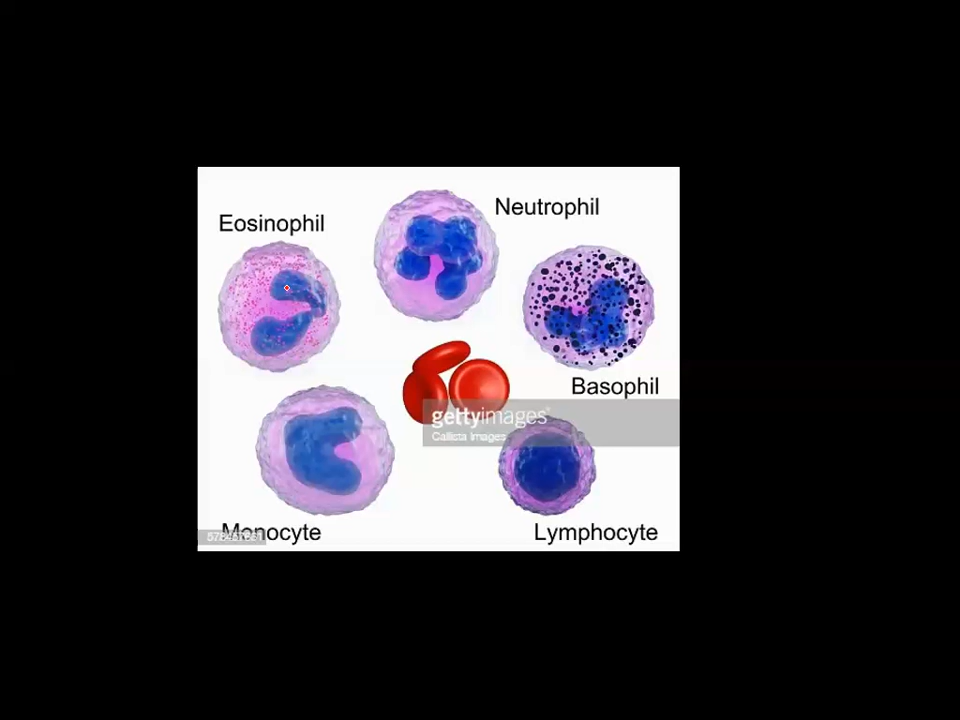 Neutrophil
Eosinophil
Basophil
gettyimages®
Callista Images
Monocyte
Lymphocyte